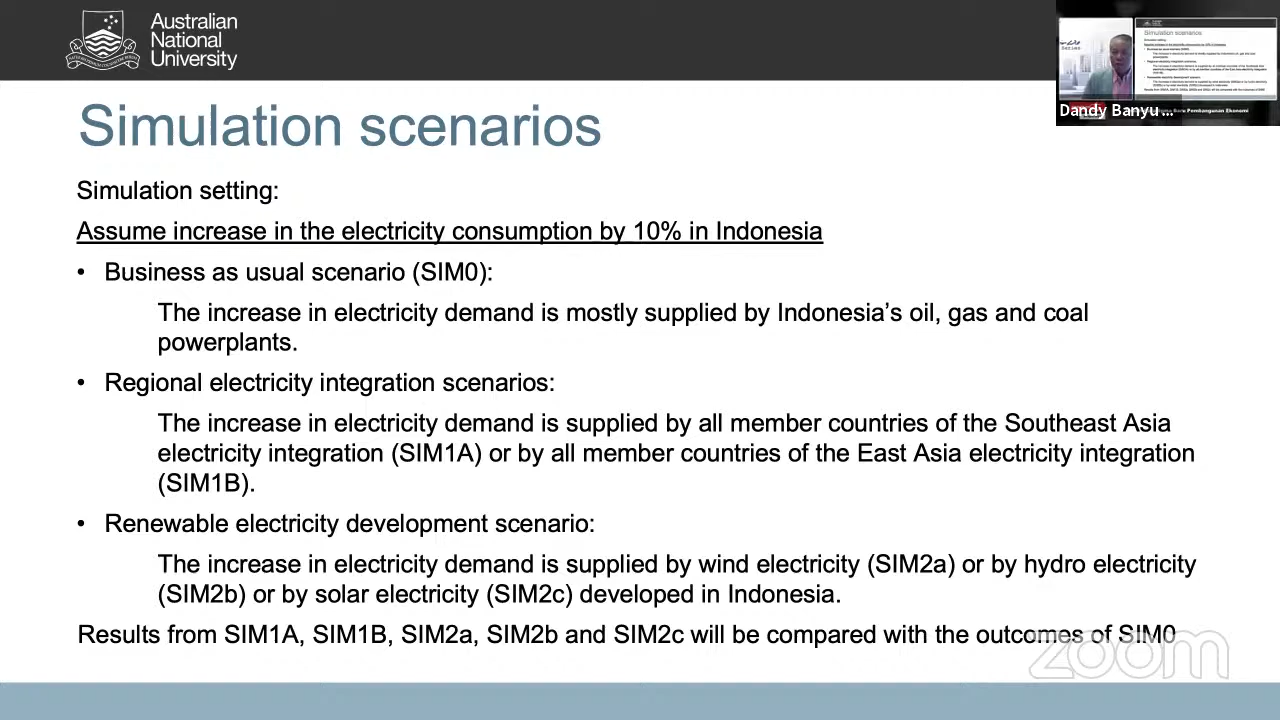 Australian
National
University
Simulation scenarios
Simulation setting:
Assume increase in the electricity consumption by 10% in Indonesia
• Business as usual scenario (SIM0):
The increase in electricity demand is mostly supplied by Indonesia’s oil, gas and coal
powerplants.
• Regional electricity integration scenarios:
The increase in electricity demand is supplied by all member countries of the Southeast Asia
electricity integration (SIM1A) or by all member countries of the East Asia electricity integration
(SIM1B).
• Renewable electricity development scenario:
The increase in electricity demand is supplied by wind electricity (SIM2a) or by hydro electricity
(SIM2b) or by solar electricity (SIM2c) developed in Indonesia.
Results from SIM1A, SIM1B, SIM2a, SIM2b and SIM2c will be compared with the outcomes of SIM0
zoom
Simulation scenarios
Dandy Banyu ...
Baru Pembangunan Ekonomi